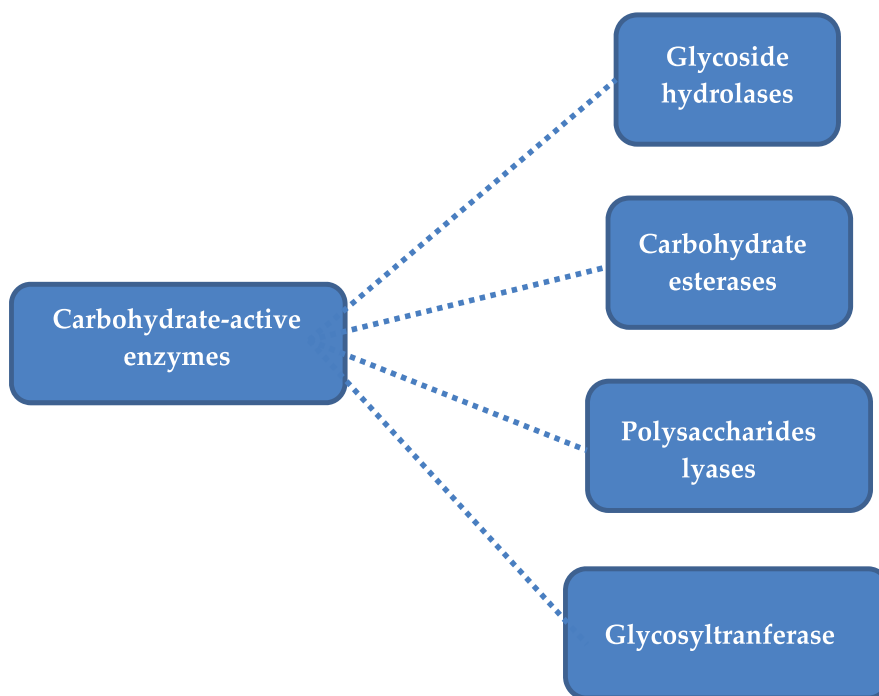 Glycoside
hydrolases
Carbohydrate
esterases
Carbohydrate-active
enzymes
Polysaccharides
lyases
Glycosyltranferase